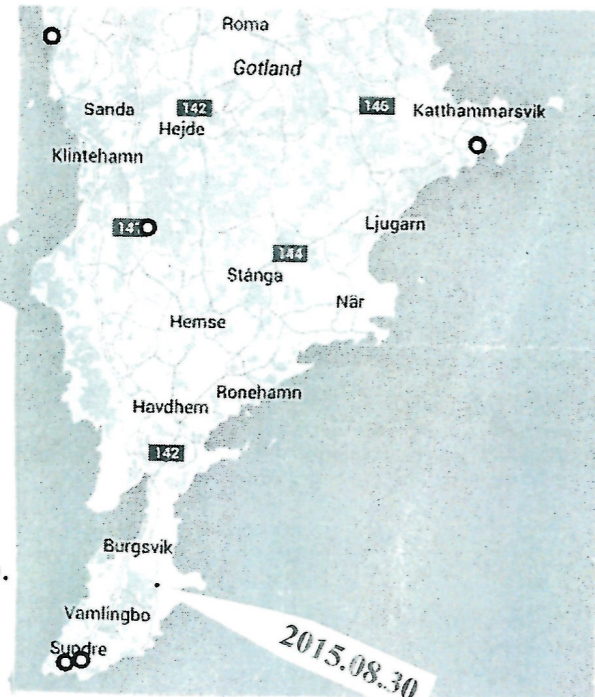 Roma
Gotland
Sanda
142
146
Katthammarsvik
Hejde
Klintehamn
Ljugarn
144
Stånga
När
Hemse
Ronehamn
Havdhem
142
Burgsvik
Vamlingbo
Sundre
2015.08.30